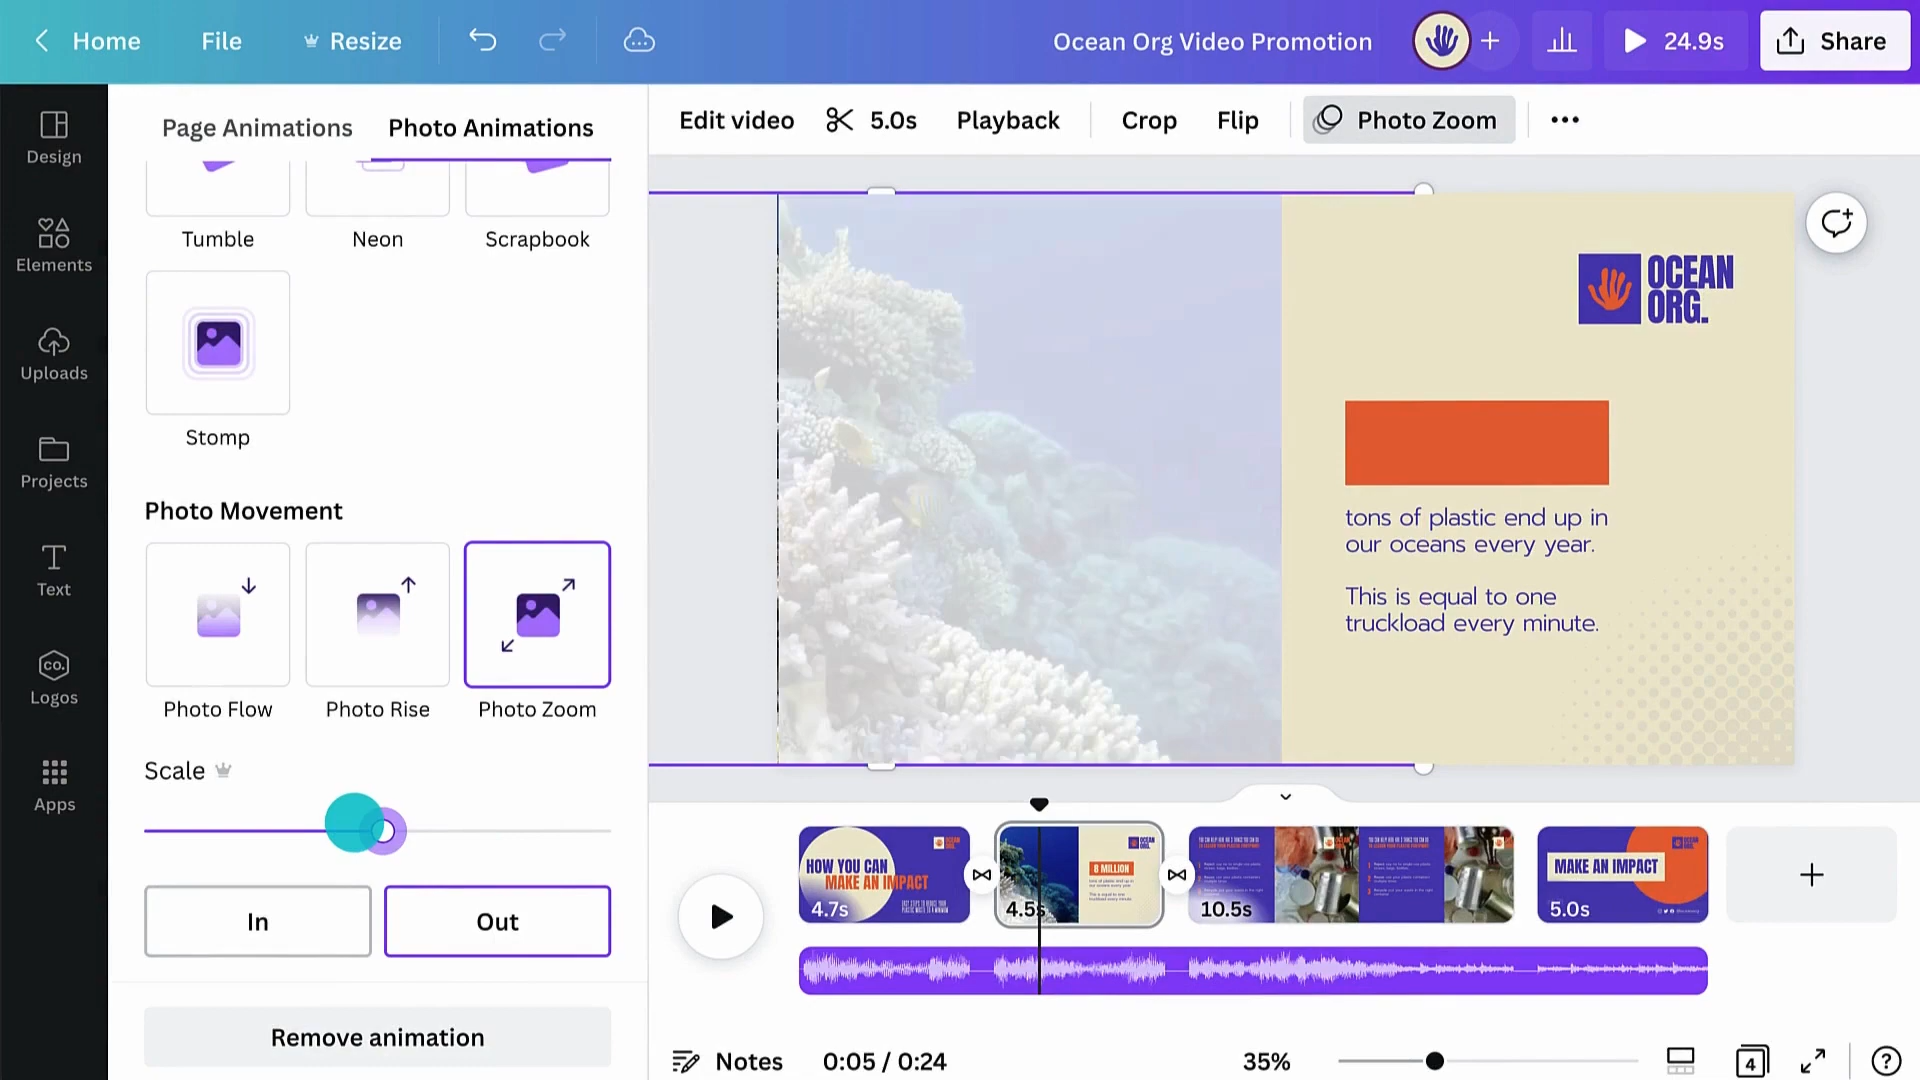 Home
File
Resize
Ocean Org Video Promotion
24.9s
Share
Design
Elements
Uploads
Projects
Text
co.
Logos
Apps
Page Animations
Photo Animations
Tumble
Neon
Scrapbook
Stomp
Photo Movement
Photo Flow
Photo Rise
Photo Zoom
Scale
In
Out
Remove animation
Edit video
5.0s
Playback
Crop
Flip
Photo Zoom
OCEAN
ORG.
tons of plastic end up in
our oceans every year.
This is equal to one
truckload every minute.
HOW YOU CAN
MAKE AN IMPACT
4.7s
8 MILLION
4.5s
10.5s
MAKE AN IMPACT
5.0s
Notes
0:05 / 0:24
35%
4
?